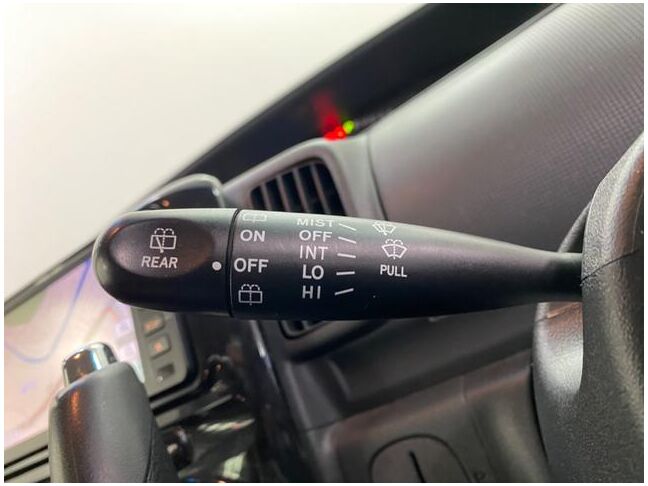 REAR
ON
OFF
MIST
OFF
INT
LO
HI
PULL